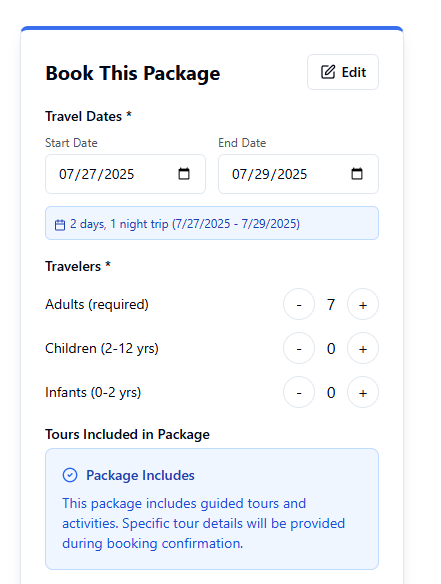 Book This Package
Edit
Travel Dates *
Start Date
End Date
07/27/2025
07/29/2025
2 days, 1 night trip (7/27/2025 - 7/29/2025)
Travelers *
Adults (required)
- 7 +
Children (2-12 yrs)
- 0 +
Infants (0-2 yrs)
- 0 +
Tours Included in Package
Package Includes
This package includes guided tours and
activities. Specific tour details will be provided
during booking confirmation.